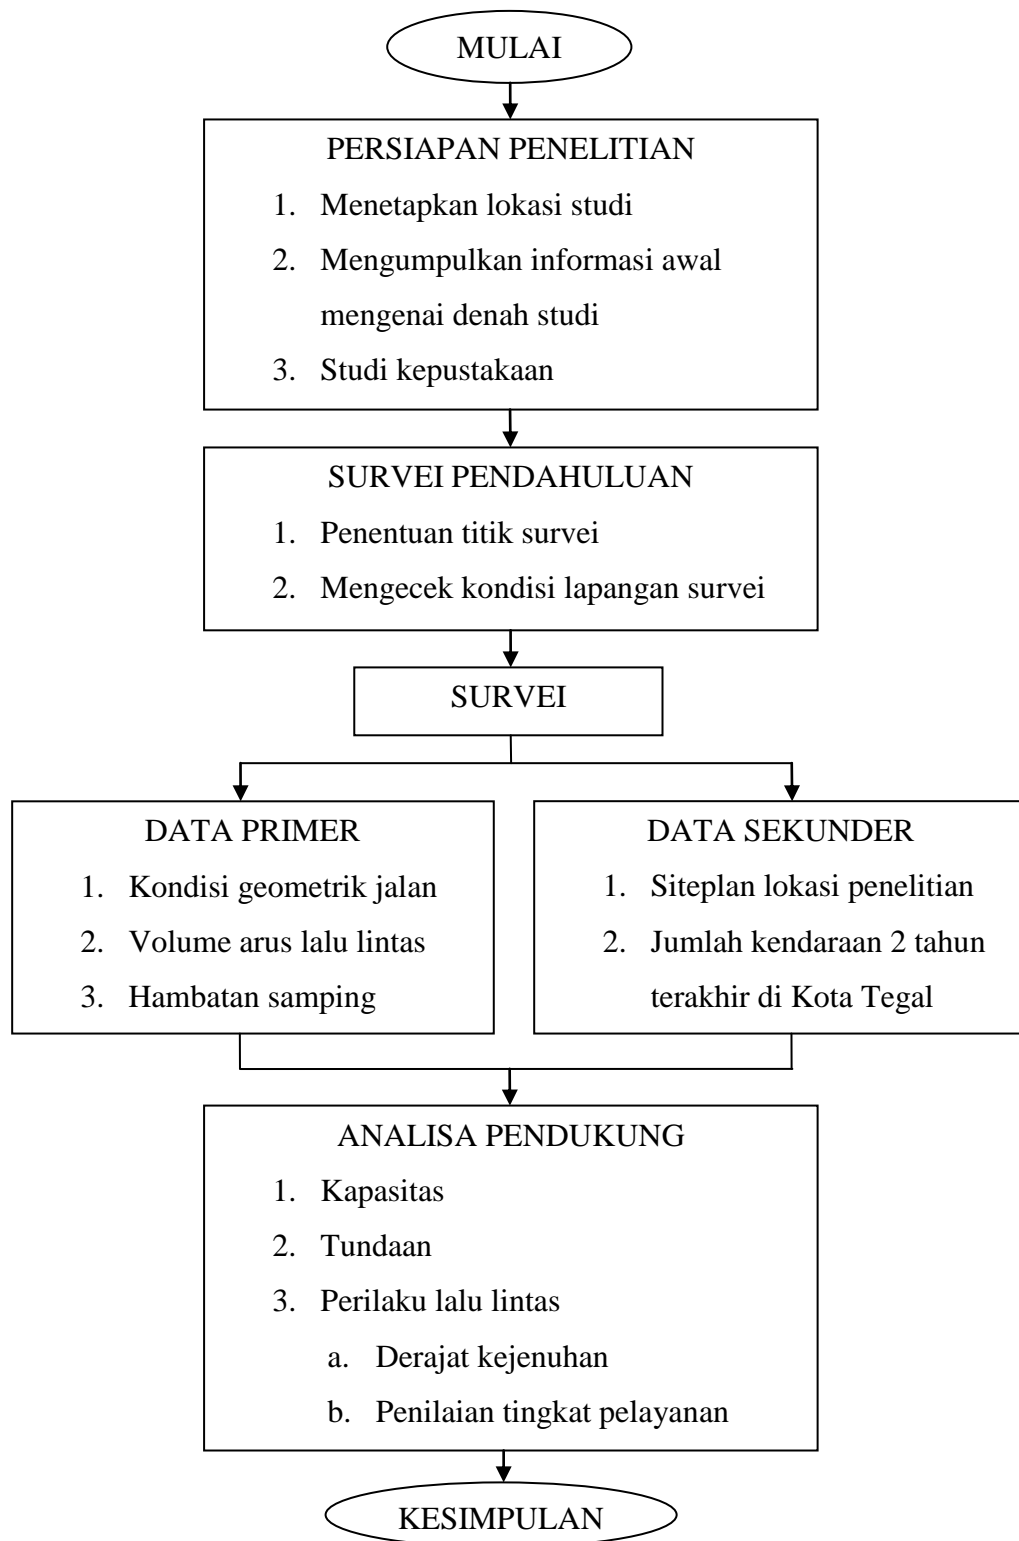 MULAI
PERSIAPAN PENELITIAN
1. Menetapkan lokasi studi
2. Mengumpulkan informasi awal
mengenai denah studi
3. Studi kepustakaan
SURVEI PENDAHULUAN
1. Penentuan titik survei
2. Mengecek kondisi lapangan survei
SURVEI
DATA PRIMER
1. Kondisi geometrik jalan
2. Volume arus lalu lintas
3. Hambatan samping
DATA SEKUNDER
1. Siteplan lokasi penelitian
2. Jumlah kendaraan 2 tahun
terakhir di Kota Tegal
ANALISA PENDUKUNG
1. Kapasitas
2. Tundaan
3. Perilaku lalu lintas
a. Derajat kejenuhan
b. Penilaian tingkat pelayanan
KESIMPULAN